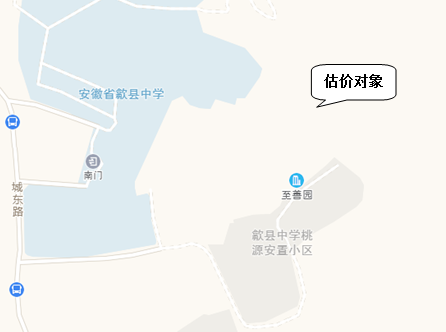 估价对象
安徽省歙县中学
南门
城东路
至善园
歙县中学桃
源安置小区